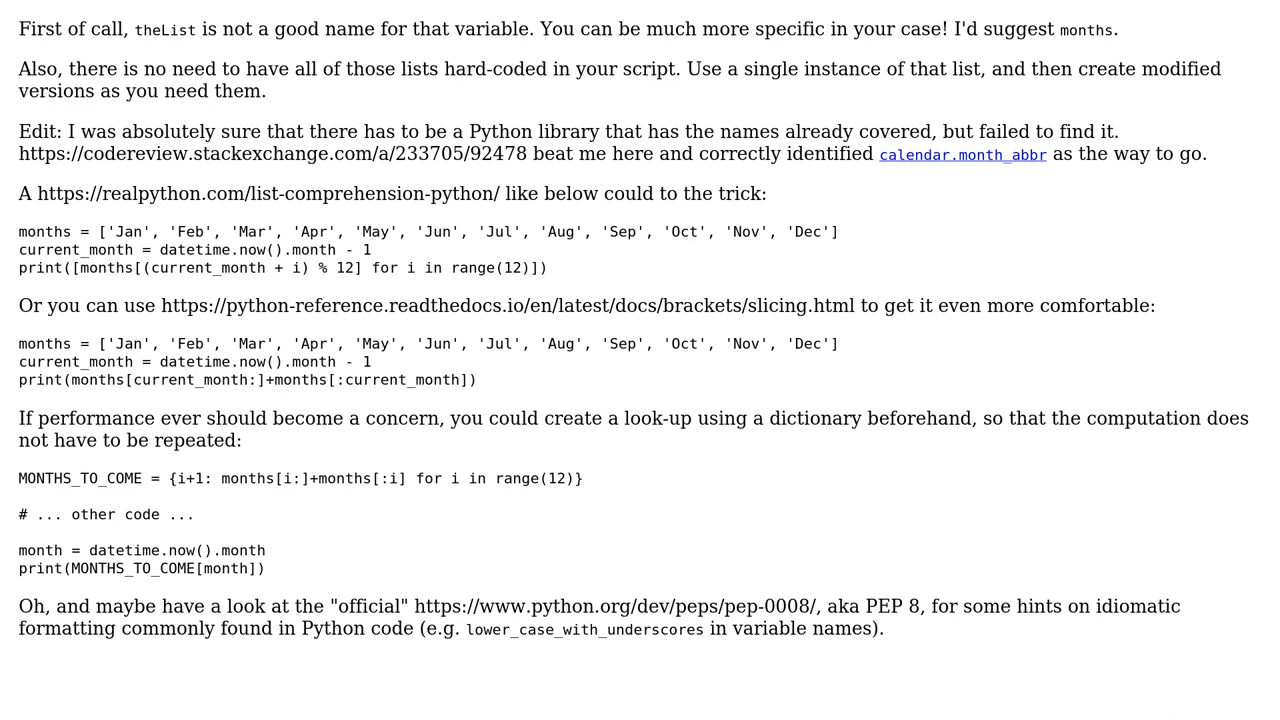 First of call, theList is not a good name for that variable. You can be much more specific in your case! I'd suggest months.
Also, there is no need to have all of those lists hard-coded in your script. Use a single instance of that list, and then create modified
versions as you need them.
Edit: I was absolutely sure that there has to be a Python library that has the names already covered, but failed to find it.
https://codereview.stackexchange.com/a/233705/92478 beat me here and correctly identified calendar.month_abbr as the way to go.
A https://realpython.com/list-comprehension-python/ like below could to the trick:
months = ['Jan', 'Feb', 'Mar', 'Apr', 'May', 'Jun', 'Jul', 'Aug', 'Sep', 'Oct', 'Nov', 'Dec']
current_month = datetime.now().month - 1
print([months[(current_month + i) % 12] for i in range(12)])
Or you can use https://python-reference.readthedocs.io/en/latest/docs/brackets/slicing.html to get it even more comfortable:
months = ['Jan', 'Feb', 'Mar', 'Apr', 'May', 'Jun', 'Jul', 'Aug', 'Sep', 'Oct', 'Nov', 'Dec']
current_month = datetime.now().month - 1
print(months[current_month:]+months[:current_month])
If performance ever should become a concern, you could create a look-up using a dictionary beforehand, so that the computation does
not have to be repeated:
MONTHS_TO_COME = {i+1: months[i:]+months[:i] for i in range(12)}
# ... other code ...
month = datetime.now().month
print(MONTHS_TO_COME[month])
Oh, and maybe have a look at the "official" https://www.python.org/dev/peps/pep-0008/, aka PEP 8, for some hints on idiomatic
formatting commonly found in Python code (e.g. lower_case_with_underscores in variable names).